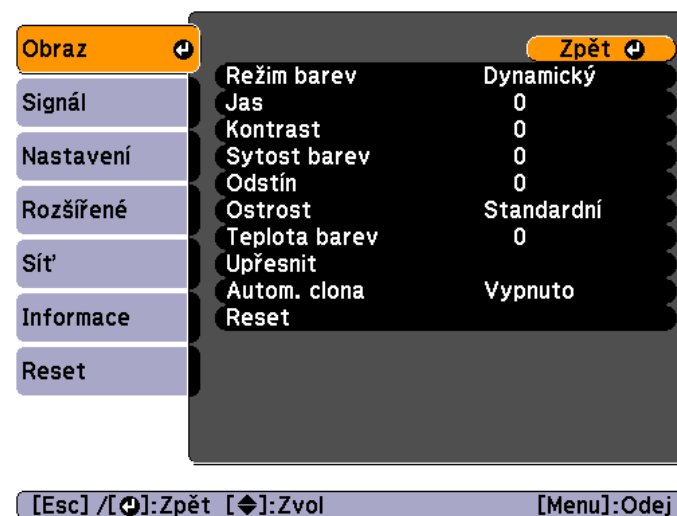 Obraz
Signál
Nastavení
Rozšířené
Síť
Informace
Reset
Zpět
Režim barev Dynamický
Jas 0
Kontrast 0
Sytost barev 0
Odstín 0
Ostrost Standardní
Teplota barev 0
Upřesnit
Autom. clona Vypnuto
Reset
[Esc] /[⏎]:Zpět [◆]:Zvol [Menu]:Odej